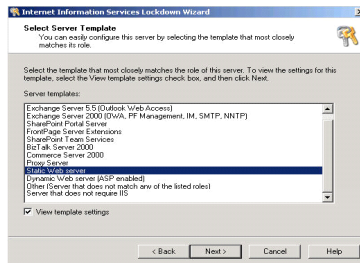 Internet Information Services Lockdown Wizard
Select Server Template
You can easily configure this server by selecting the template that most closely
matches its role.
Select the template that most closely matches the role of this server. To view the settings for this
template, select the View template settings check box, and then click Next.
Server templates:
Exchange Server 5.5 (Outlook Web Access)
Exchange Server 2000 (OWA, PF Management, IM, SMTP, NNTP)
SharePoint Portal Server
FrontPage Server Extensions
SharePoint Team Services
BizTalk Server 2000
Commerce Server 2000
Proxy Server
Static Web server
Dynamic Web server (ASP enabled)
Other (Server that does not match any of the listed roles)
Server that does not require IIS
View template settings
< Back
Next >
Cancel
Help